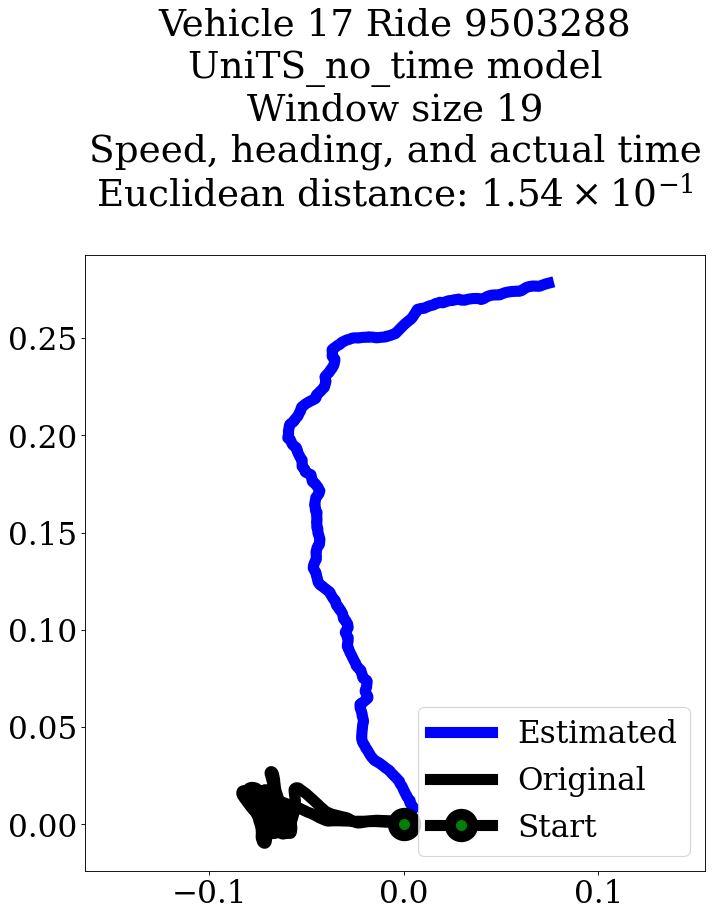 Vehicle 17 Ride 9503288
UniTS_no_time model
Window size 19
Speed, heading, and actual time
Euclidean distance: 1.54 × 10⁻¹
0.25
0.20
0.15
0.10
0.05
0.00
Estimated
Original
Start
−0.1
0.0
0.1